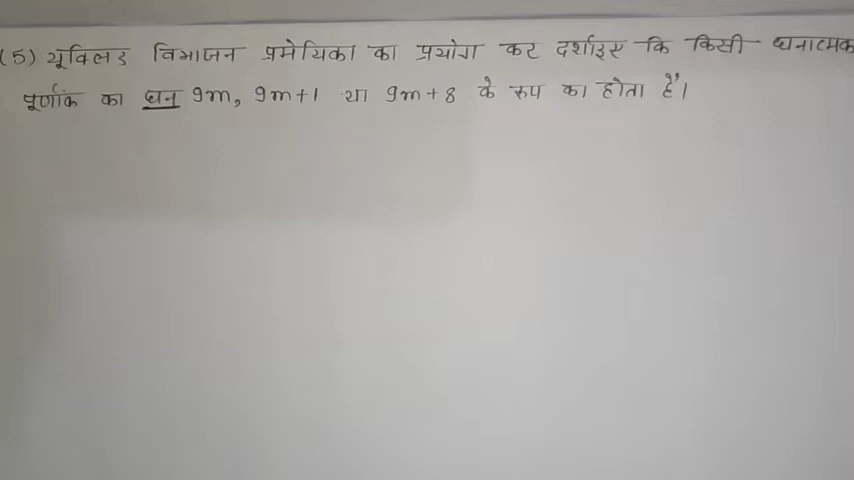 (5) यूक्लिड विभाजन प्रमेयिका का प्रयोग कर दर्शाइए कि किसी धनात्मक
पूर्णांक का घन 9m, 9m+1 या 9m+8 के रूप का होता है।